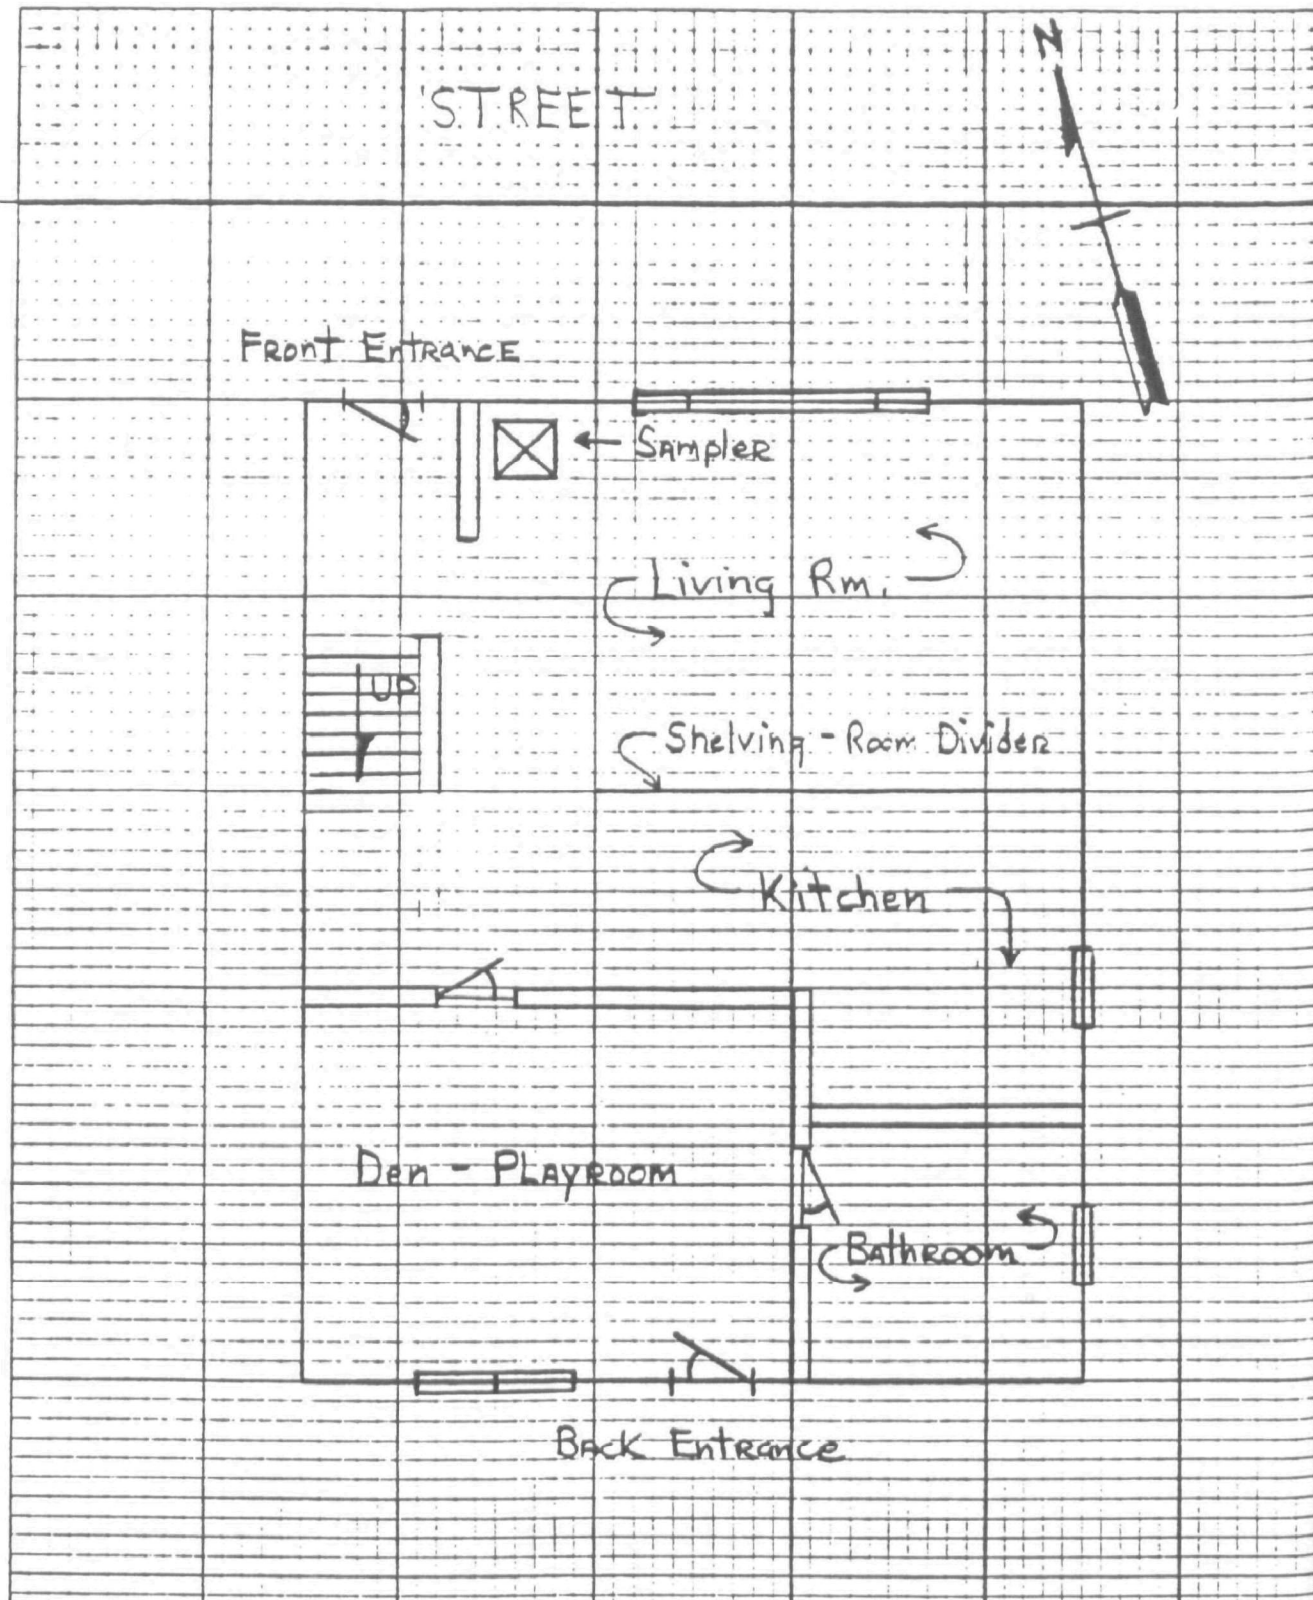 N
STREET
Front Entrance
Sampler
Living Rm.
UP
Shelving - Room Divider
Kitchen
Den - Playroom
Bathroom
Back Entrance